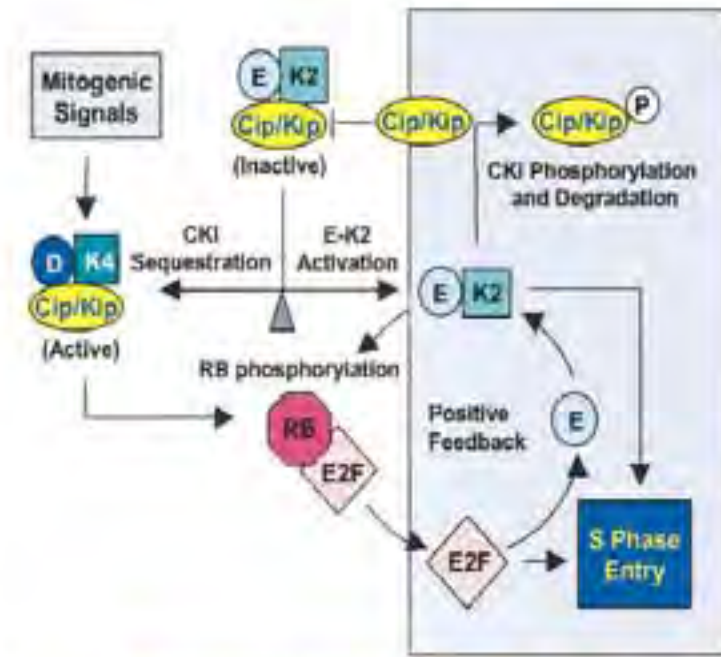 Mitogenic
Signals
E K2
Cip/Kip
(Inactive)
Cip/Kip
Cip/Kip P
CKI Phosphorylation
and Degradation
D K4
Cip/Kip
(Active)
CKI
Sequestration
E-K2
Activation
E K2
RB phosphorylation
RB
E2F
Positive
Feedback
E
E2F
S Phase
Entry